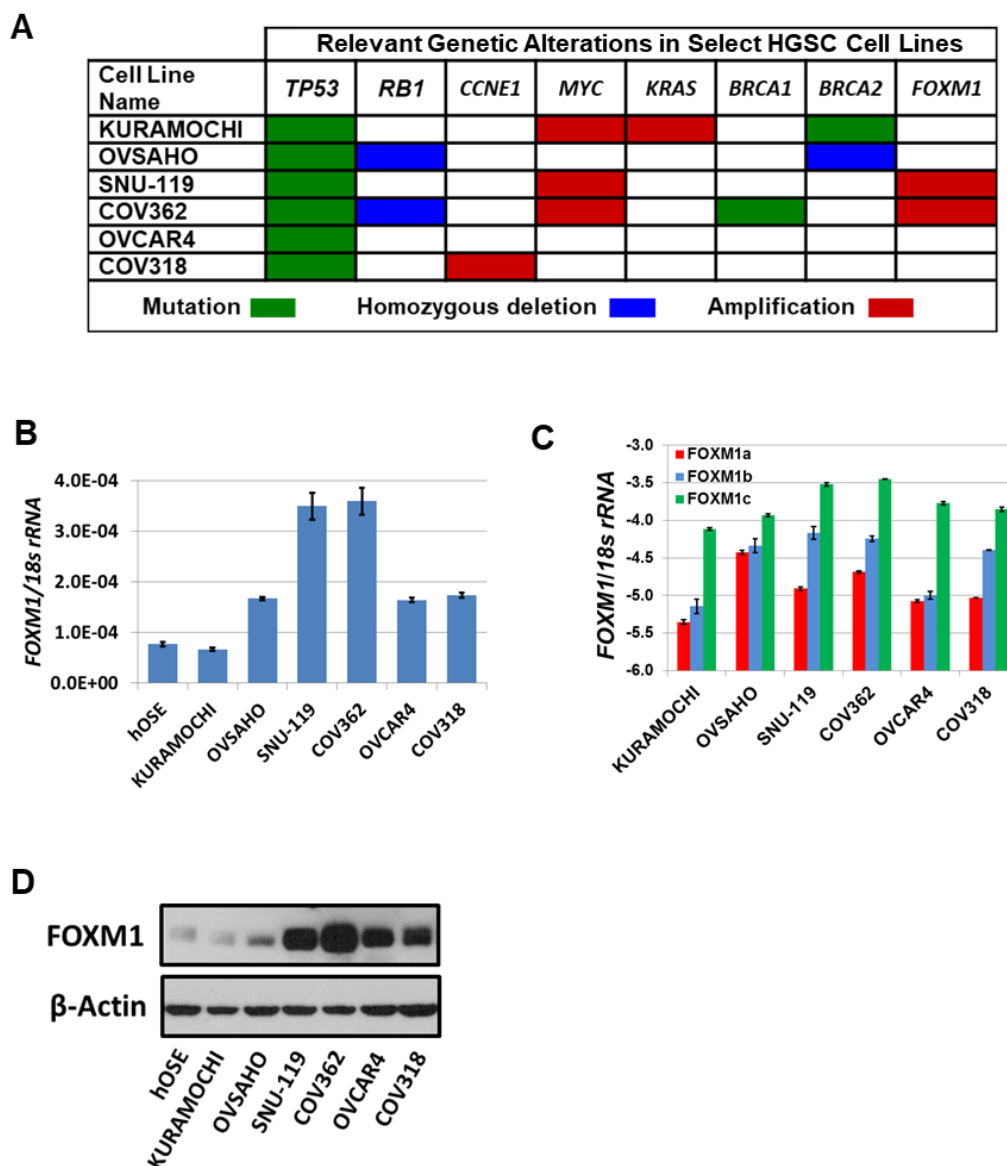 A
Relevant Genetic Alterations in Select HGSC Cell Lines
Cell Line Name TP53 RB1 CCNE1 MYC KRAS BRCA1 BRCA2 FOXM1
KURAMOCHI
OVSAHO
SNU-119
COV362
OVCAR4
COV318
Mutation Homozygous deletion Amplification
B
FOXM1/18s rRNA
4.0E-04
3.0E-04
2.0E-04
1.0E-04
0.0E+00
hOSE KURAMOCHI OVSAHO SNU-119 COV362 OVCAR4 COV318
C
FOXM1/18s rRNA
-3.0
-3.5
-4.0
-4.5
-5.0
-5.5
-6.0
FOXM1a
FOXM1b
FOXM1c
KURAMOCHI OVSAHO SNU-119 COV362 OVCAR4 COV318
D
FOXM1
β-Actin
hOSE KURAMOCHI OVSAHO SNU-119 COV362 OVCAR4 COV318